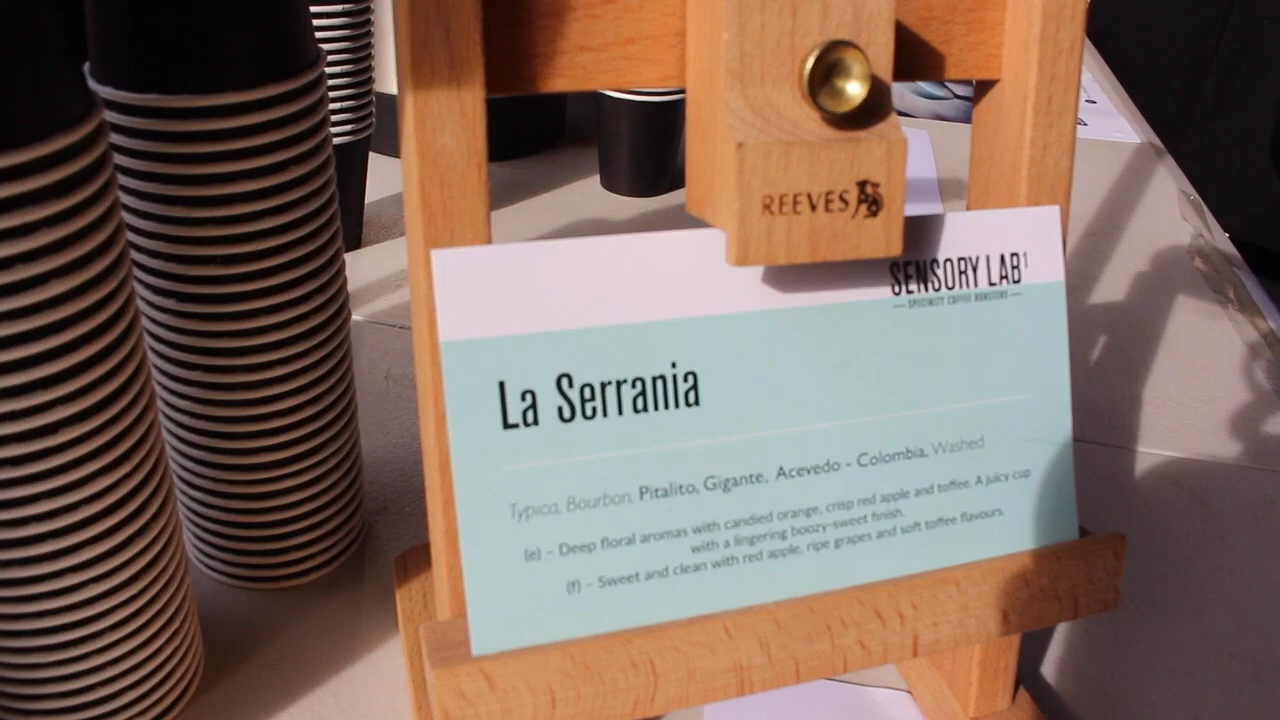 REEVES
SENSORY LAB¹
SPECIALTY COFFEE ROASTERS
La Serrania
Typica, Bourbon, Pitalito, Gigante, Acevedo - Colombia, Washed
(e) – Deep floral aromas with candied orange, crisp red apple and toffee. A juicy cup
with a lingering boozy-sweet finish.
(f) – Sweet and clean with red apple, ripe grapes and soft toffee flavours.